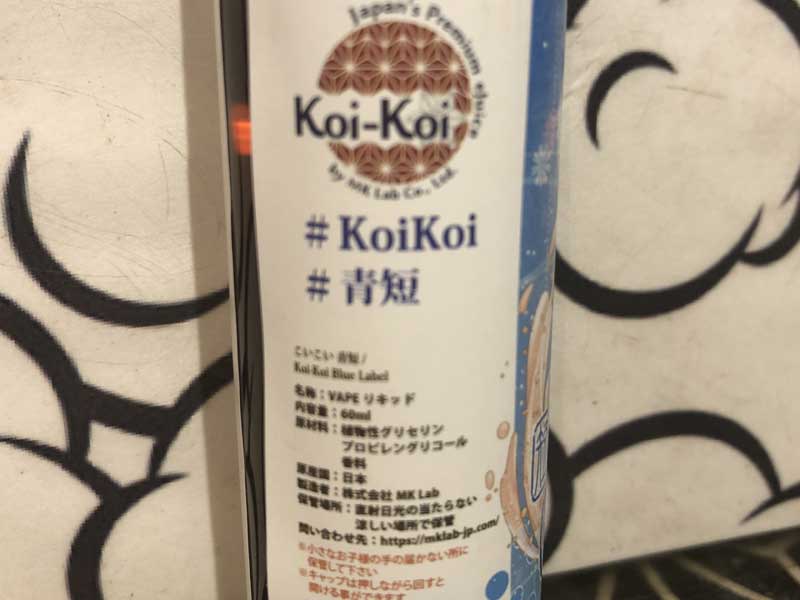 Japan's Premium eJuice
Koi-Koi
by MK Lab Co., Ltd.
# KoiKoi
# 青短
こいこい 青短 /
Koi-Koi Blue Label
名称：VAPE リキッド
内容量：60ml
原材料：植物性グリセリン
プロピレングリコール
香料
原産国：日本
製造者：株式会社 MK Lab
保管場所：直射日光の当たらない
涼しい場所で保管
問い合わせ先：https://mklab-jp.com/
※小さなお子様の手の届かない所に
保管して下さい
※キャップは押しながら回すと
開ける事ができます